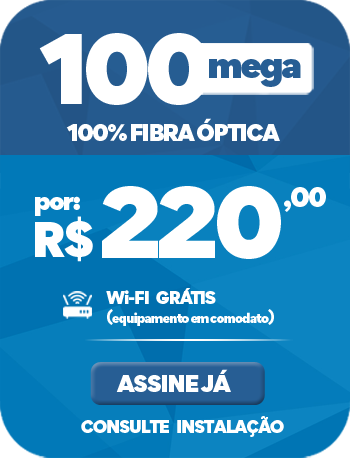 100 mega
100% FIBRA ÓPTICA
por:
R$ 220,00
Wi-FI GRÁTIS
(equipamento em comodato)
ASSINE JÁ
CONSULTE INSTALAÇÃO